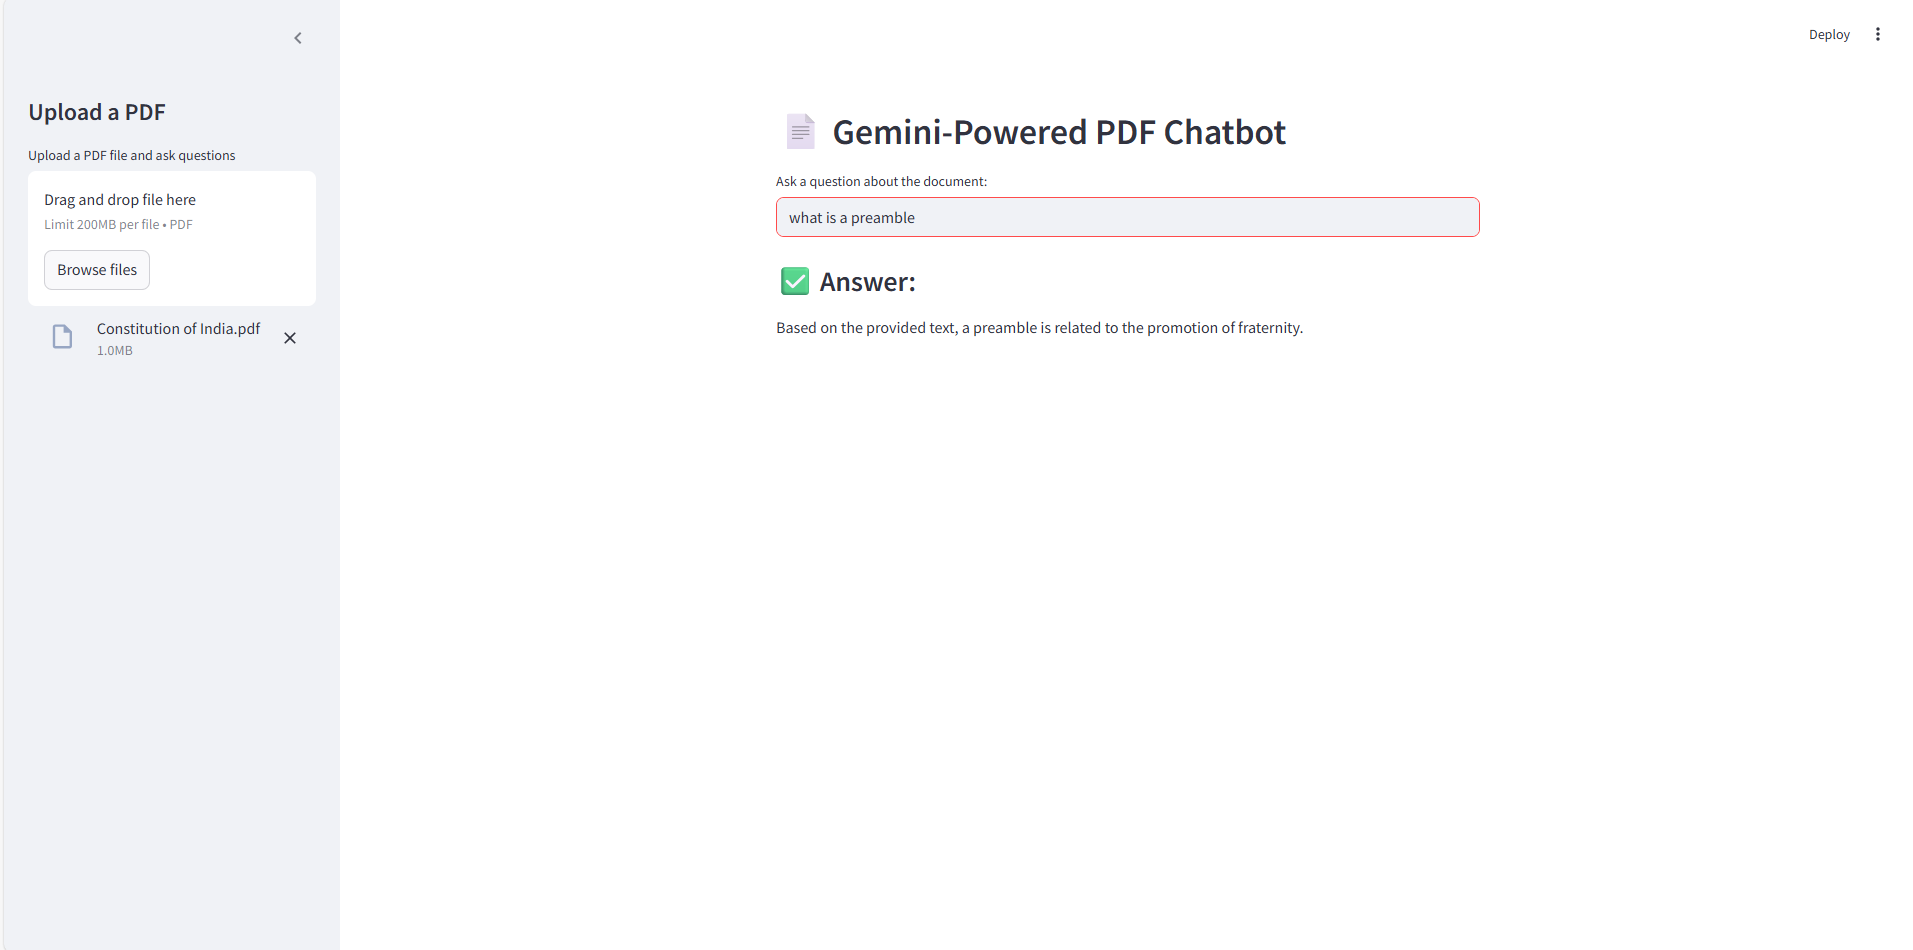 Deploy
Upload a PDF
Upload a PDF file and ask questions
Drag and drop file here
Limit 200MB per file • PDF
Browse files
Constitution of India.pdf
1.0MB
Gemini-Powered PDF Chatbot
Ask a question about the document:
what is a preamble
Answer:
Based on the provided text, a preamble is related to the promotion of fraternity.